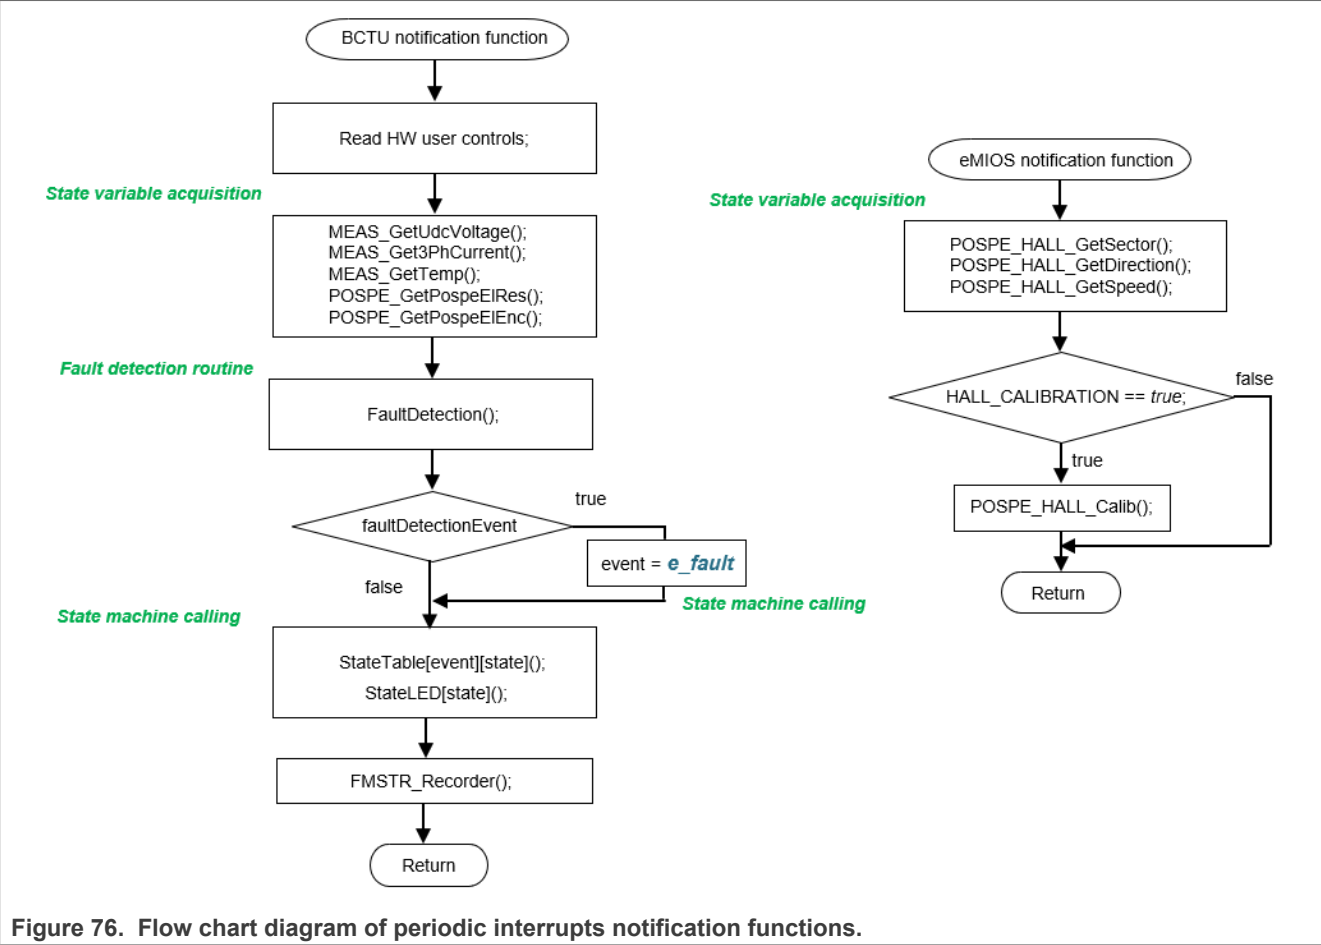 BCTU notification function
Read HW user controls;
State variable acquisition
MEAS_GetUdcVoltage();
MEAS_Get3PhCurrent();
MEAS_GetTemp();
POSPE_GetPospeElRes();
POSPE_GetPospeElEnc();
Fault detection routine
FaultDetection();
faultDetectionEvent
true
event = e_fault
false
State machine calling
State machine calling
StateTable[event][state]();
StateLED[state]();
FMSTR_Recorder();
Return
eMIOS notification function
State variable acquisition
POSPE_HALL_GetSector();
POSPE_HALL_GetDirection();
POSPE_HALL_GetSpeed();
HALL_CALIBRATION == true;
false
true
POSPE_HALL_Calib();
Return
Figure 76. Flow chart diagram of periodic interrupts notification functions.